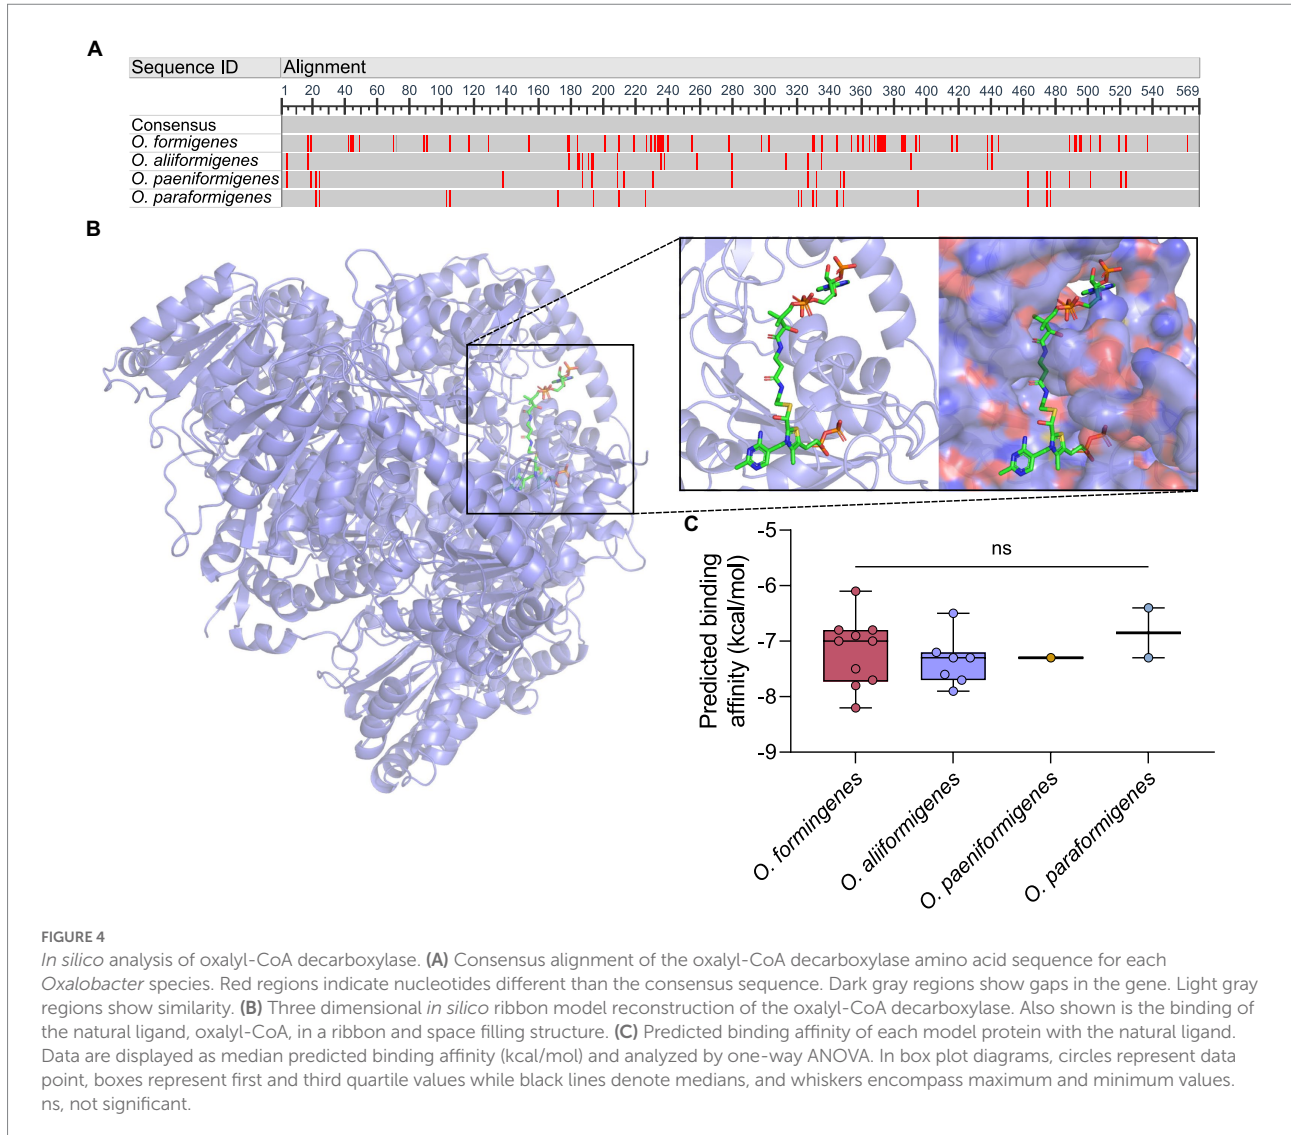 A
Sequence ID Alignment
1 20 40 60 80 100 120 140 160 180 200 220 240 260 280 300 320 340 360 380 400 420 440 460 480 500 520 540 569
Consensus
O. formigenes
O. aliiformigenes
O. paeniformigenes
O. paraformigenes
B
C
Predicted binding
affinity (kcal/mol)
-5
-6
-7
-8
-9
ns
O. formingenes
O. aliiformigenes
O. paeniformigenes
O. paraformigenes
FIGURE 4
In silico analysis of oxalyl-CoA decarboxylase. (A) Consensus alignment of the oxalyl-CoA decarboxylase amino acid sequence for each
Oxalobacter species. Red regions indicate nucleotides different than the consensus sequence. Dark gray regions show gaps in the gene. Light gray
regions show similarity. (B) Three dimensional in silico ribbon model reconstruction of the oxalyl-CoA decarboxylase. Also shown is the binding of
the natural ligand, oxalyl-CoA, in a ribbon and space filling structure. (C) Predicted binding affinity of each model protein with the natural ligand.
Data are displayed as median predicted binding affinity (kcal/mol) and analyzed by one-way ANOVA. In box plot diagrams, circles represent data
point, boxes represent first and third quartile values while black lines denote medians, and whiskers encompass maximum and minimum values.
ns, not significant.